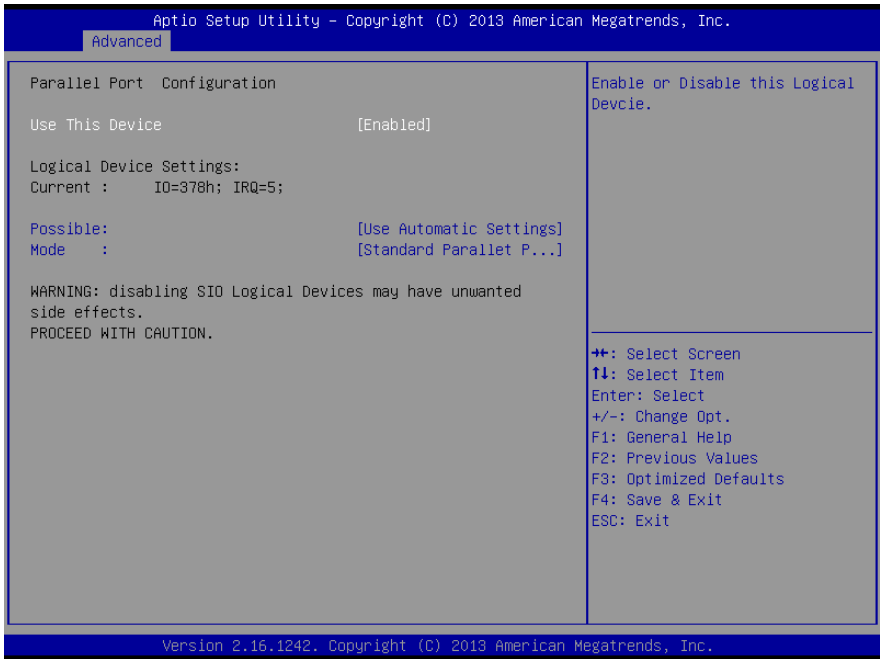 Aptio Setup Utility – Copyright (C) 2013 American Megatrends, Inc.
Advanced
Parallel Port  Configuration
Use This Device [Enabled]
Logical Device Settings:
Current : IO=378h; IRQ=5;
Possible: [Use Automatic Settings]
Mode : [Standard Parallet P...]
WARNING: disabling SIO Logical Devices may have unwanted
side effects.
PROCEED WITH CAUTION.
Enable or Disable this Logical
Devcie.
→←: Select Screen
↑↓: Select Item
Enter: Select
+/-: Change Opt.
F1: General Help
F2: Previous Values
F3: Optimized Defaults
F4: Save & Exit
ESC: Exit
Version 2.16.1242. Copyright (C) 2013 American Megatrends, Inc.